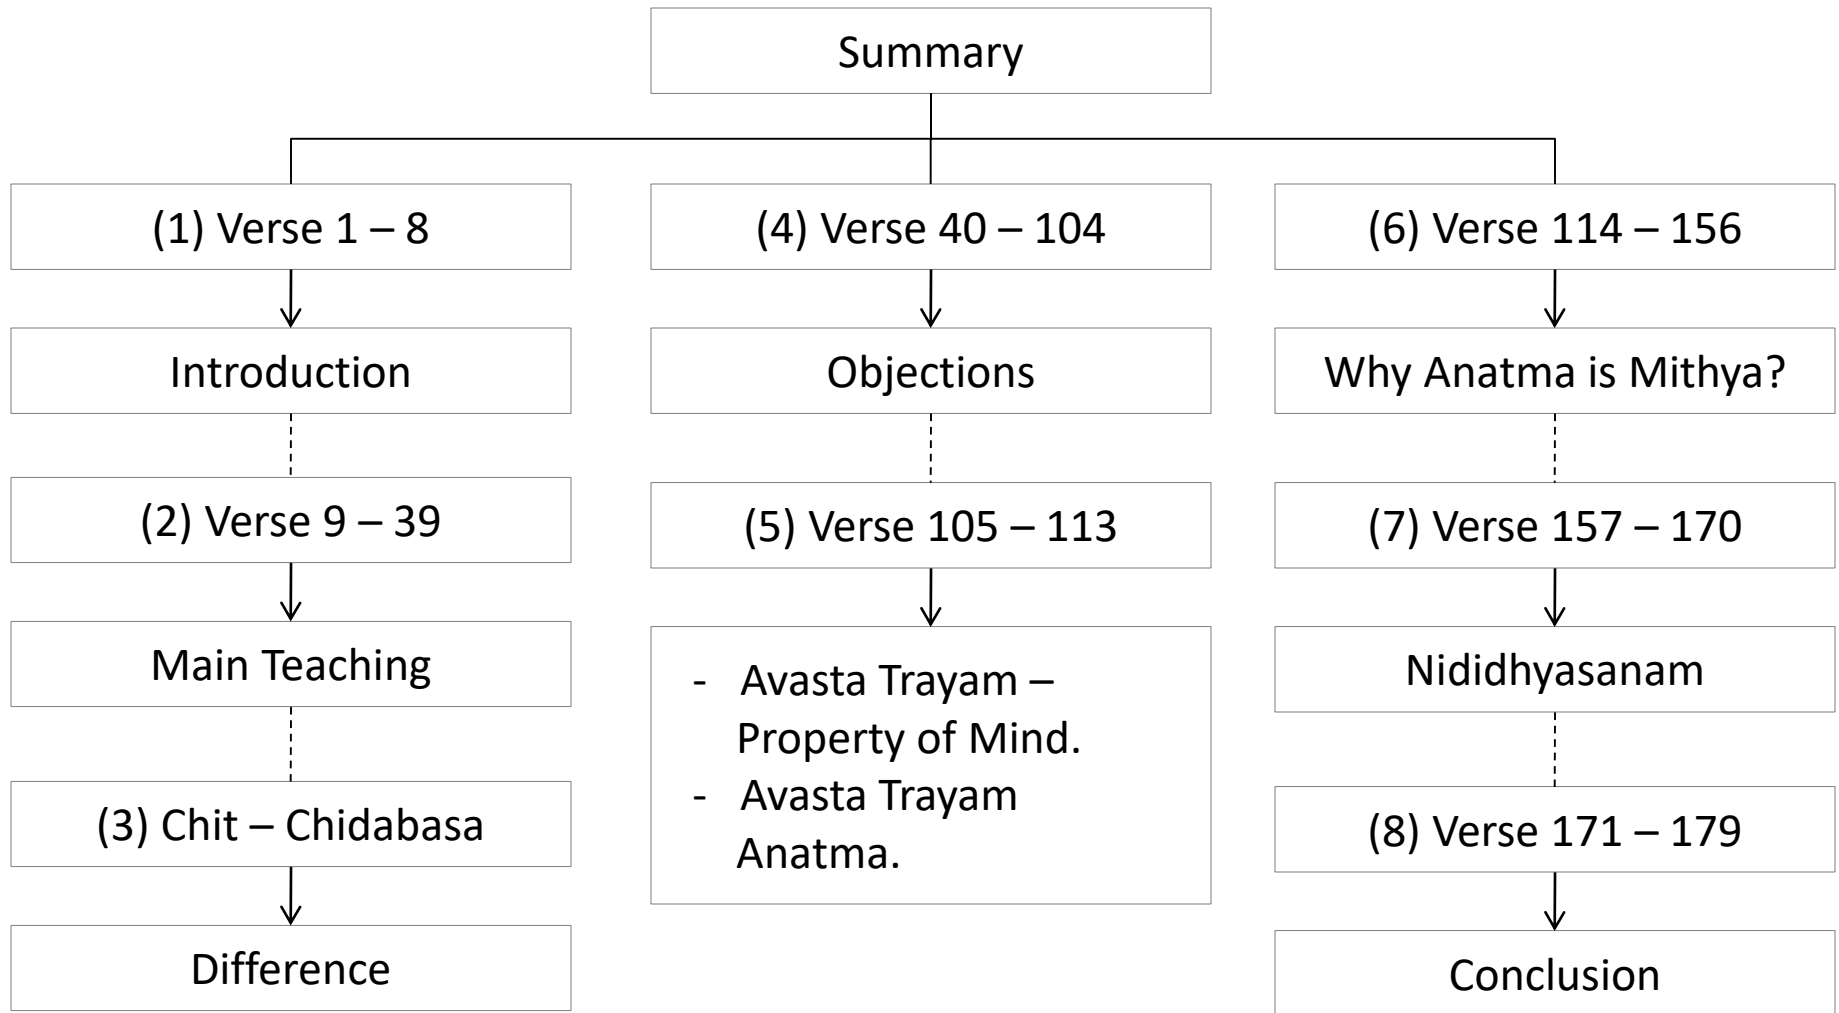 Summary
(1) Verse 1 – 8
Introduction
(2) Verse 9 – 39
Main Teaching
(3) Chit – Chidabasa
Difference
(4) Verse 40 – 104
Objections
(5) Verse 105 – 113
- Avasta Trayam –
Property of Mind.
- Avasta Trayam
Anatma.
(6) Verse 114 – 156
Why Anatma is Mithya?
(7) Verse 157 – 170
Nididhyasanam
(8) Verse 171 – 179
Conclusion